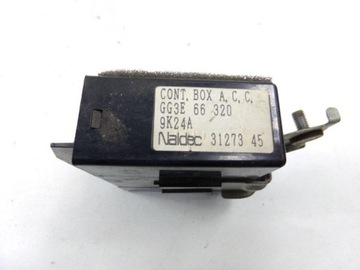 CONT. BOX A. C. C.
GG3E 66 320
9K24A
Naldec 31273 45